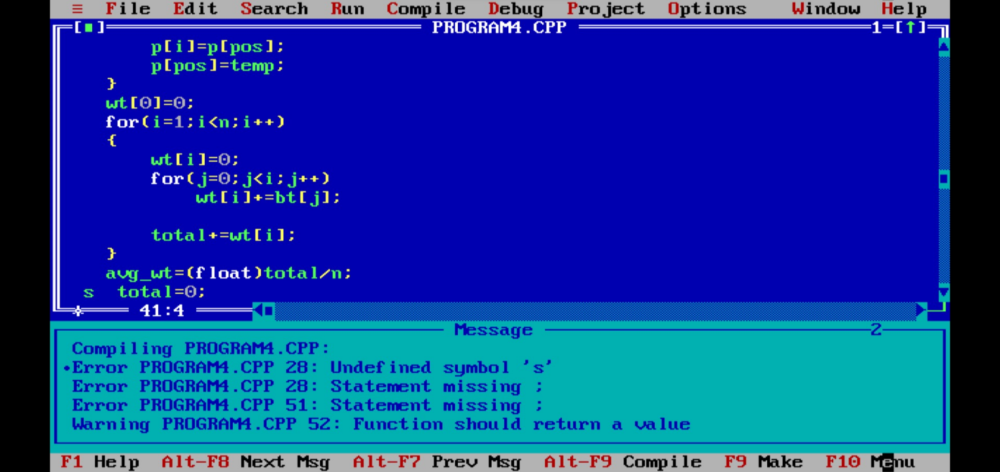 ≡ File Edit Search Run Compile Debug Project Options Window Help
[■] PROGRAM4.CPP 1=[↑]
p[i]=p[pos];
p[pos]=temp;
}
wt[0]=0;
for(i=1;i<n;i++)
{
wt[i]=0;
for(j=0;j<i;j++)
wt[i]+=bt[j];
total+=wt[i];
}
avg_wt=(float)total/n;
s total=0;
41:4
Message 2
Compiling PROGRAM4.CPP:
•Error PROGRAM4.CPP 28: Undefined symbol 's'
Error PROGRAM4.CPP 28: Statement missing ;
Error PROGRAM4.CPP 51: Statement missing ;
Warning PROGRAM4.CPP 52: Function should return a value
F1 Help Alt-F8 Next Msg Alt-F7 Prev Msg Alt-F9 Compile F9 Make F10 Menu